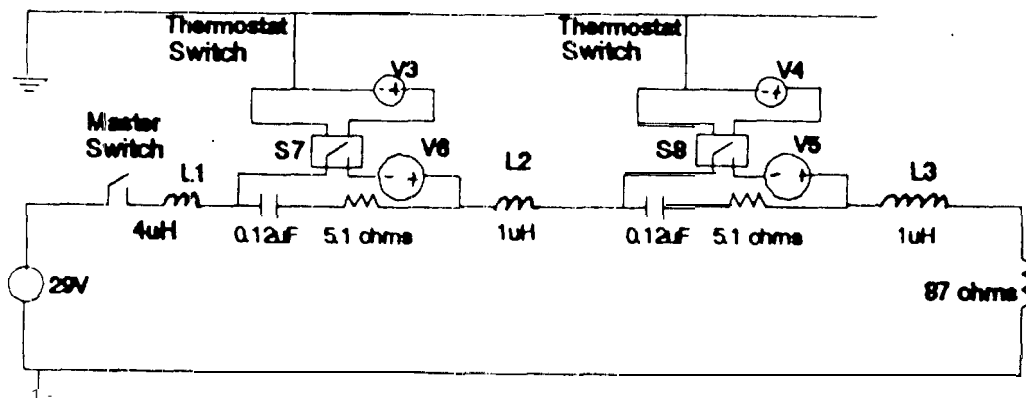 Thermostat
Switch
V3
Thermostat
Switch
V4
Master
Switch
S7
V6
S8
V5
L1
L2
L3
4uH
0.12uF
5.1 ohms
1uH
0.12uF
5.1 ohms
1uH
29V
87 ohms